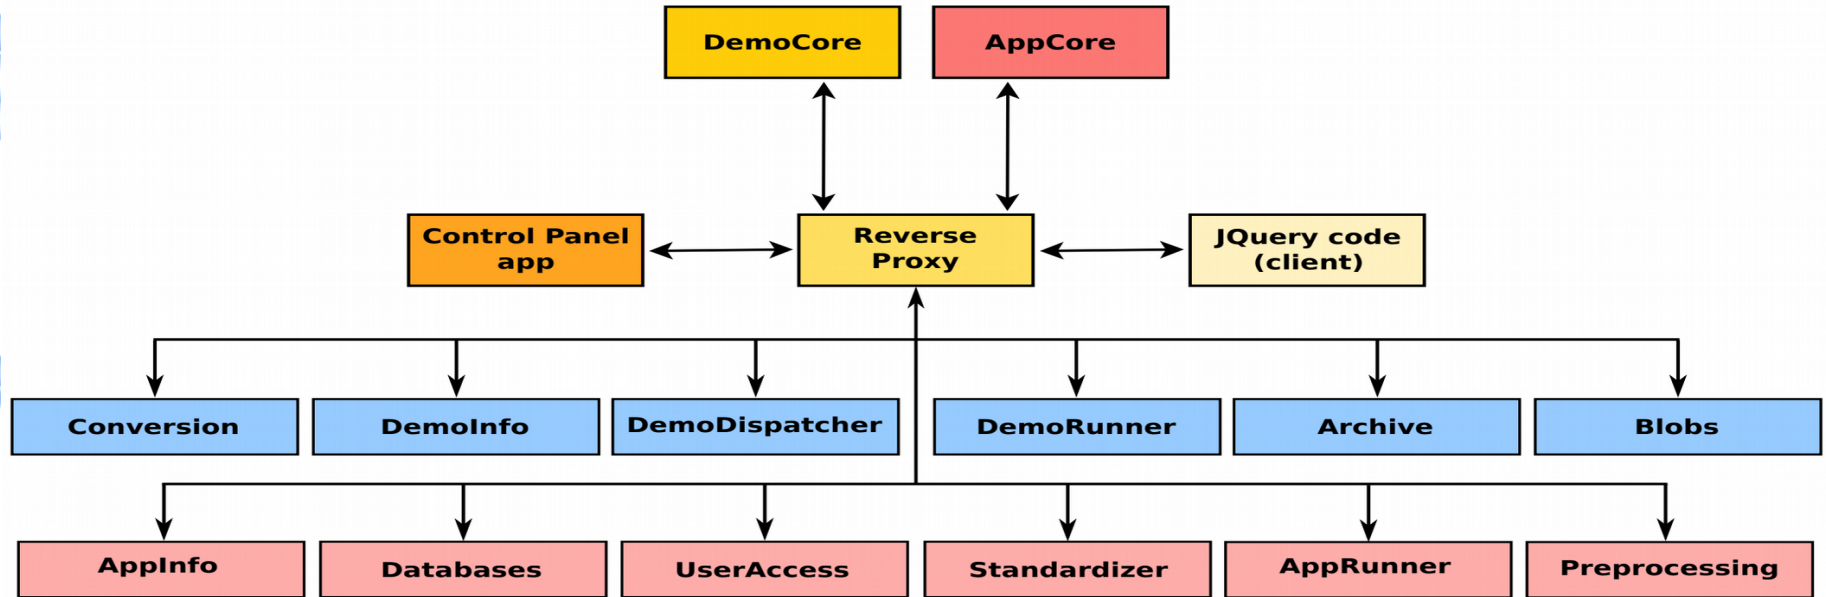 DemoCore
AppCore
Control Panel
app
Reverse
Proxy
JQuery code
(client)
Conversion
DemoInfo
DemoDispatcher
DemoRunner
Archive
Blobs
AppInfo
Databases
UserAccess
Standardizer
AppRunner
Preprocessing